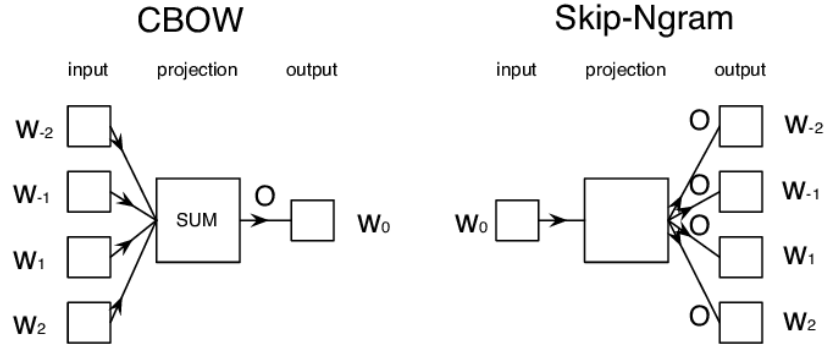 CBOW
input projection output
W-2
W-1
W1
W2
SUM
O
W0
Skip-Ngram
input projection output
W0
O
O
O
O
W-2
W-1
W1
W2